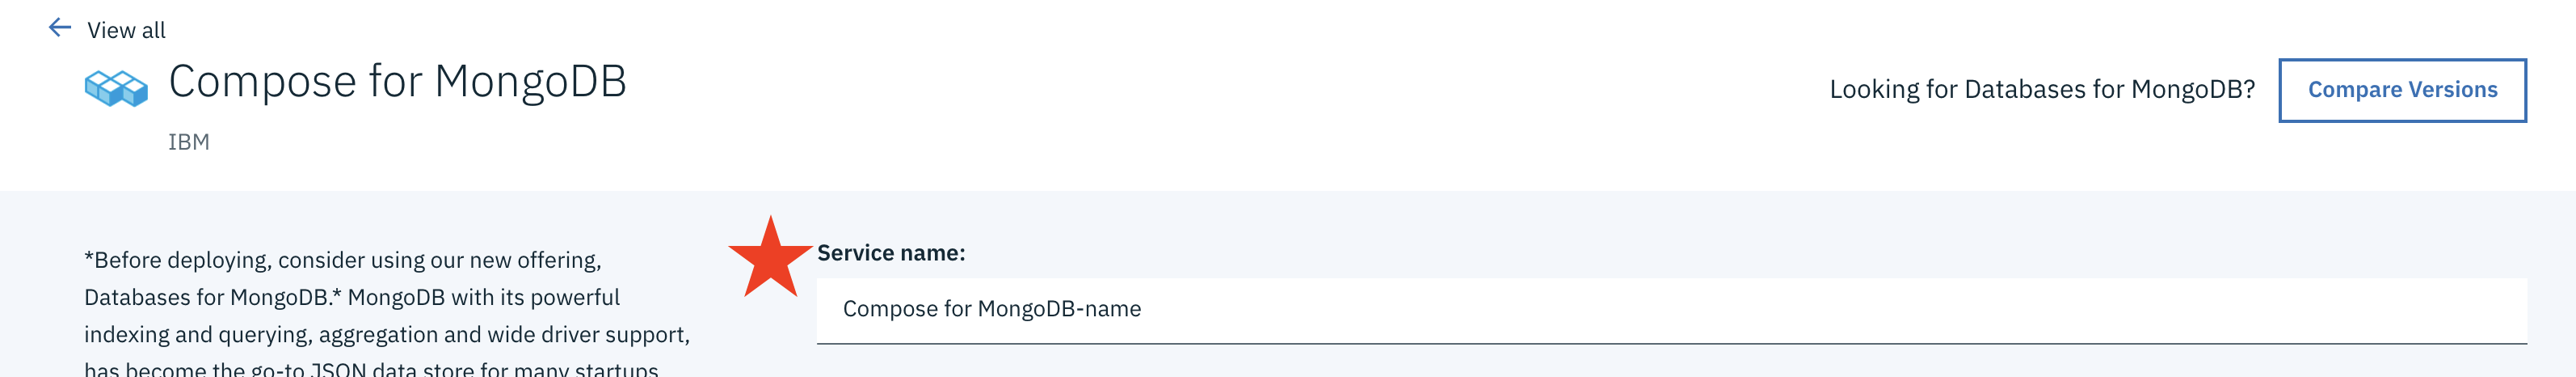 View all
Compose for MongoDB
IBM
Looking for Databases for MongoDB?
Compare Versions
*Before deploying, consider using our new offering,
Databases for MongoDB.* MongoDB with its powerful
indexing and querying, aggregation and wide driver support,
has become the go-to JSON data store for many startups
Service name:
Compose for MongoDB-name